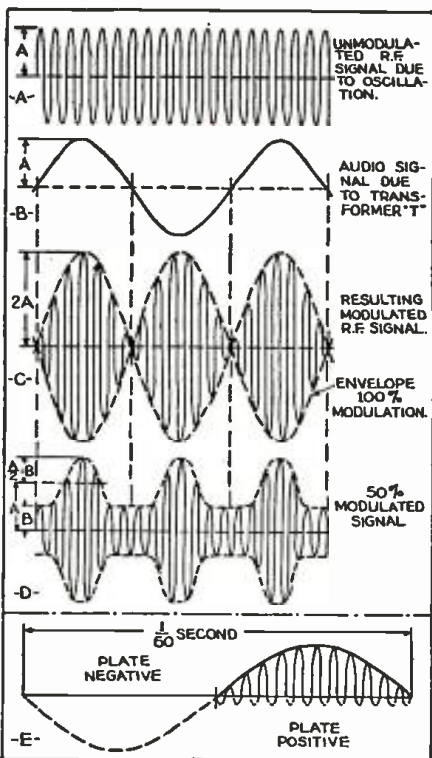 A
-A-
UNMODULA-
TED R.F.
SIGNAL DUE
TO OSCILLA-
TION.
A
-B-
AUDIO SIG-
NAL DUE
TO TRANS-
FORMER "T"
2A
-C-
RESULTING
MODULATED
R.F. SIGNAL.
ENVELOPE
100%
MODULATION.
A
2
B
A
B
-D-
50%
MODULATED
SIGNAL
1
60 SECOND
PLATE
NEGATIVE
-E-
PLATE
POSITIVE